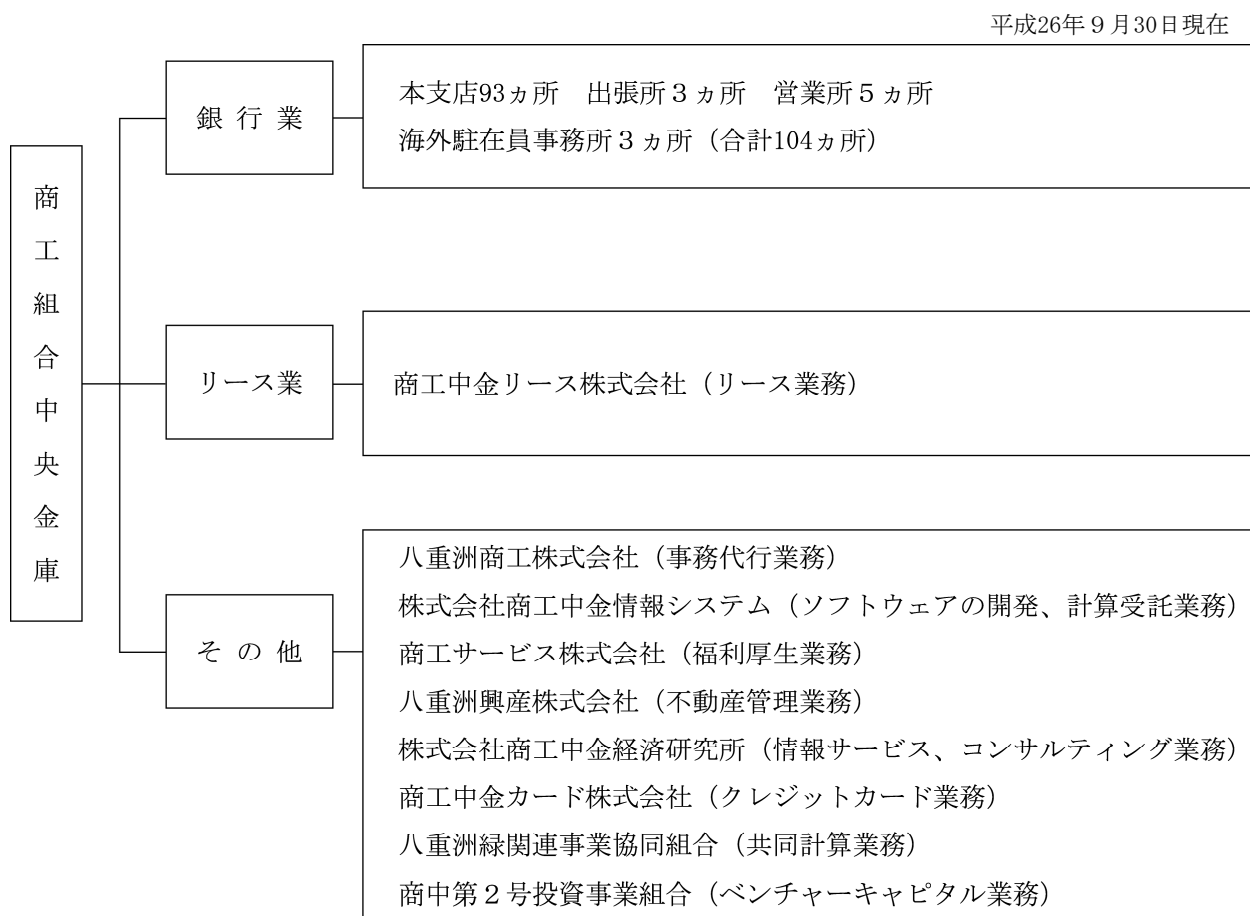 平成26年９月30日現在
商工組合中央金庫
銀行業
本支店93ヵ所　出張所３ヵ所　営業所５ヵ所
海外駐在員事務所３ヵ所（合計104ヵ所）
リース業
商工中金リース株式会社（リース業務）
その他
八重洲商工株式会社（事務代行業務）
株式会社商工中金情報システム（ソフトウェアの開発、計算受託業務）
商工サービス株式会社（福利厚生業務）
八重洲興産株式会社（不動産管理業務）
株式会社商工中金経済研究所（情報サービス、コンサルティング業務）
商工中金カード株式会社（クレジットカード業務）
八重洲緑関連事業協同組合（共同計算業務）
商中第２号投資事業組合（ベンチャーキャピタル業務）